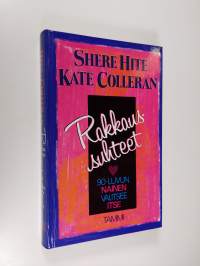 SHERE HITE
KATE COLLERAN
Rakkaus
suhteet
90-LUVUN
NAINEN
VALITSEE
ITSE
TAMMI